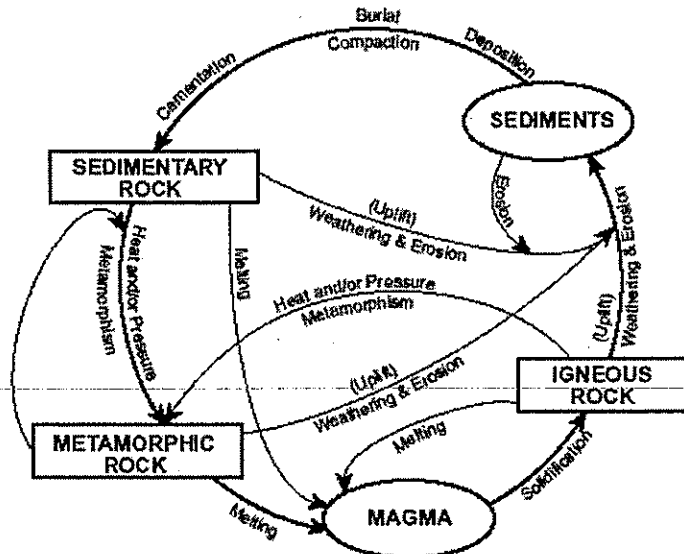 Burial
Compaction
Deposition
Cementation
SEDIMENTS
SEDIMENTARY
ROCK
Erosion
(Uplift)
Weathering & Erosion
Heat and/or Pressure
Metamorphism
Melting
Heat and/or Pressure
Metamorphism
(Uplift)
Weathering & Erosion
(Uplift)
Weathering & Erosion
IGNEOUS
ROCK
METAMORPHIC
ROCK
Melting
Melting
Solidification
MAGMA